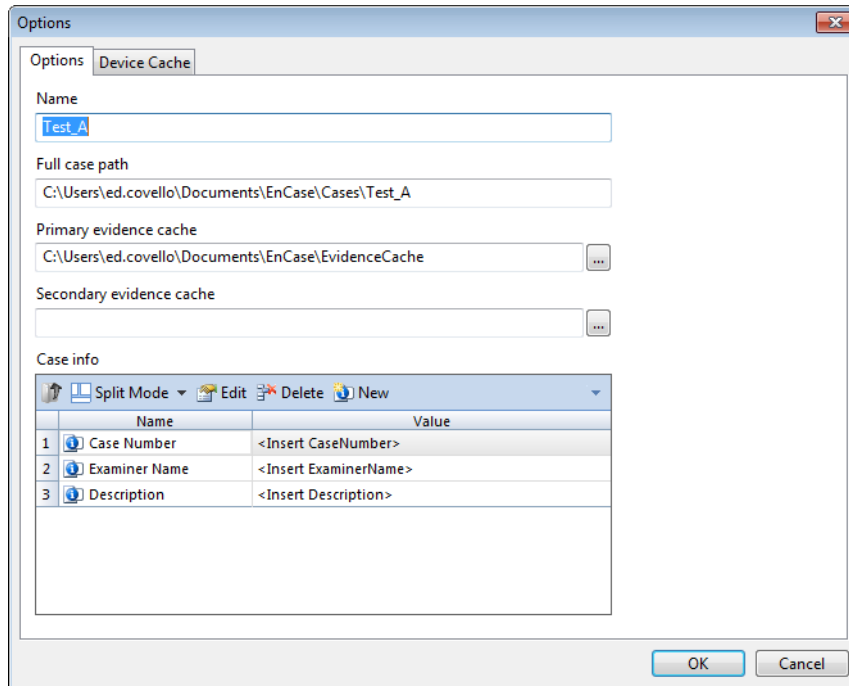 Options
Options Device Cache
Name
Test_A
Full case path
C:\Users\ed.covello\Documents\EnCase\Cases\Test_A
Primary evidence cache
C:\Users\ed.covello\Documents\EnCase\EvidenceCache
...
Secondary evidence cache
...
Case info
Split Mode Edit Delete New
Name Value
1 Case Number <Insert CaseNumber>
2 Examiner Name <Insert ExaminerName>
3 Description <Insert Description>
OK Cancel